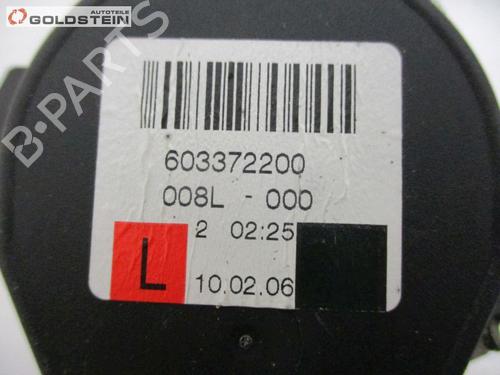 AUTOTEILE
GOLDSTEIN
B-PARTS
603372200
008L - 000
2 02:25
L
10.02.06